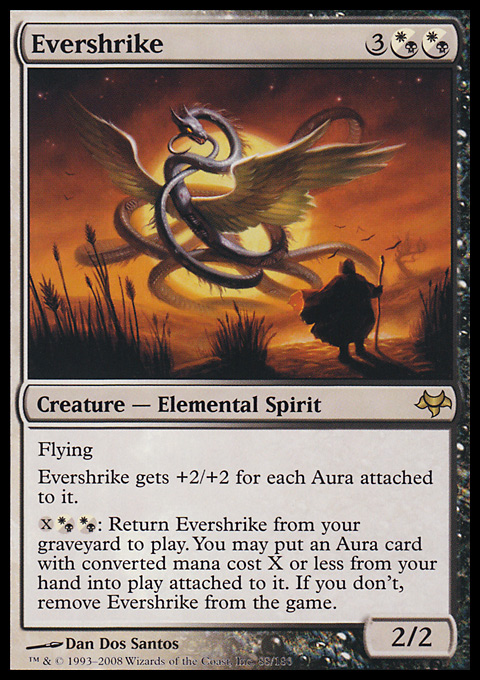 Evershrike 3
Creature — Elemental Spirit
Flying
Evershrike gets +2/+2 for each Aura attached
to it.
X : Return Evershrike from your
graveyard to play. You may put an Aura card
with converted mana cost X or less from your
hand into play attached to it. If you don't,
remove Evershrike from the game.
Dan Dos Santos
2/2
™ & © 1993–2008 Wizards of the Coast, Inc. /180